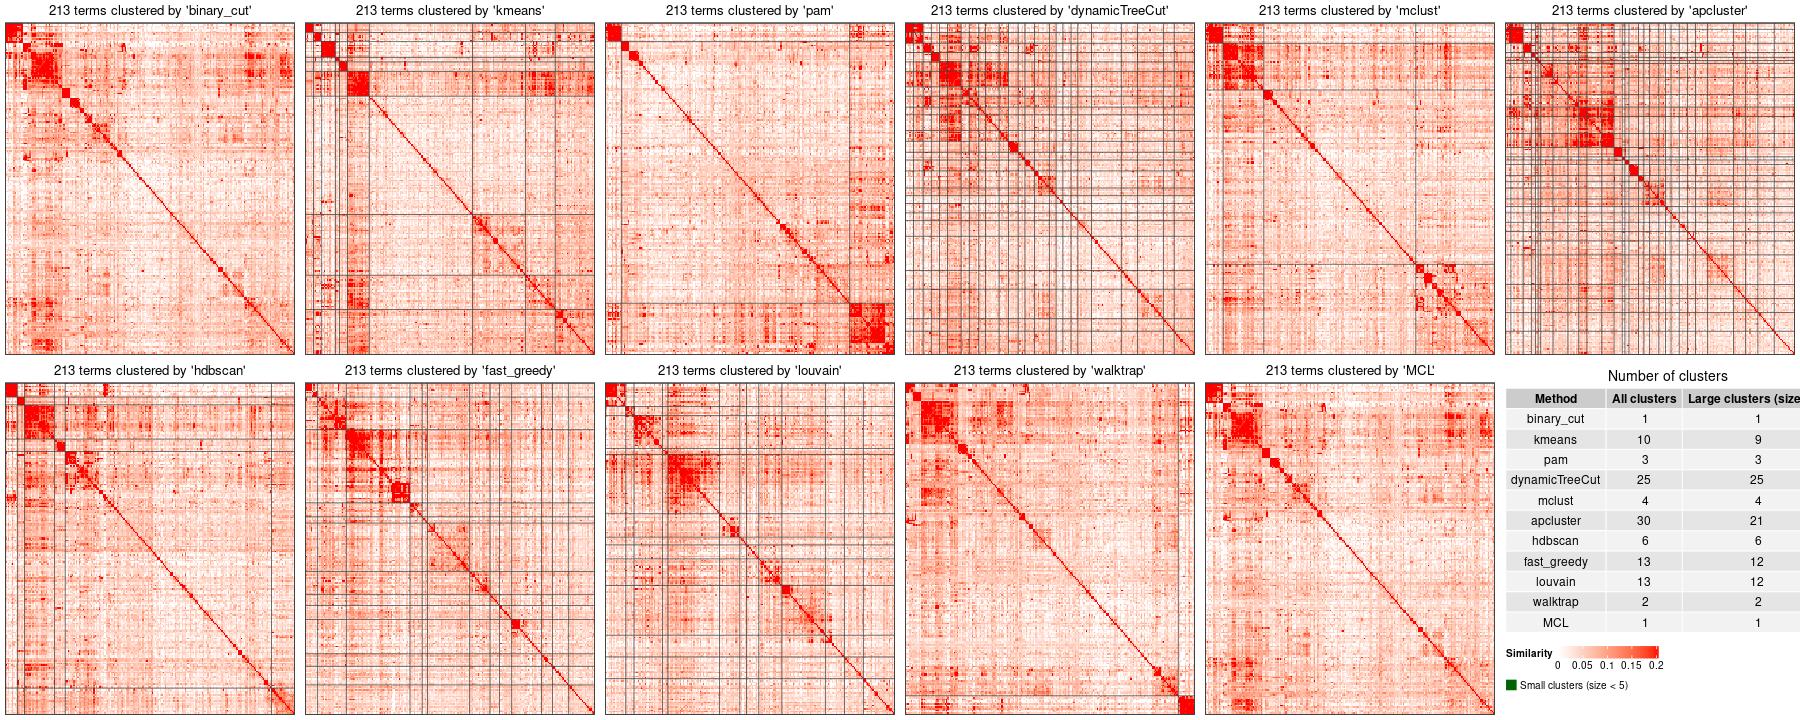 213 terms clustered by 'binary_cut'
213 terms clustered by 'kmeans'
213 terms clustered by 'pam'
213 terms clustered by 'dynamicTreeCut'
213 terms clustered by 'mclust'
213 terms clustered by 'apcluster'
213 terms clustered by 'hdbscan'
213 terms clustered by 'fast_greedy'
213 terms clustered by 'louvain'
213 terms clustered by 'walktrap'
213 terms clustered by 'MCL'
Number of clusters
Method All clusters Large clusters (size
binary_cut 1 1
kmeans 10 9
pam 3 3
dynamicTreeCut 25 25
mclust 4 4
apcluster 30 21
hdbscan 6 6
fast_greedy 13 12
louvain 13 12
walktrap 2 2
MCL 1 1
Similarity
0 0.05 0.1 0.15 0.2
Small clusters (size < 5)